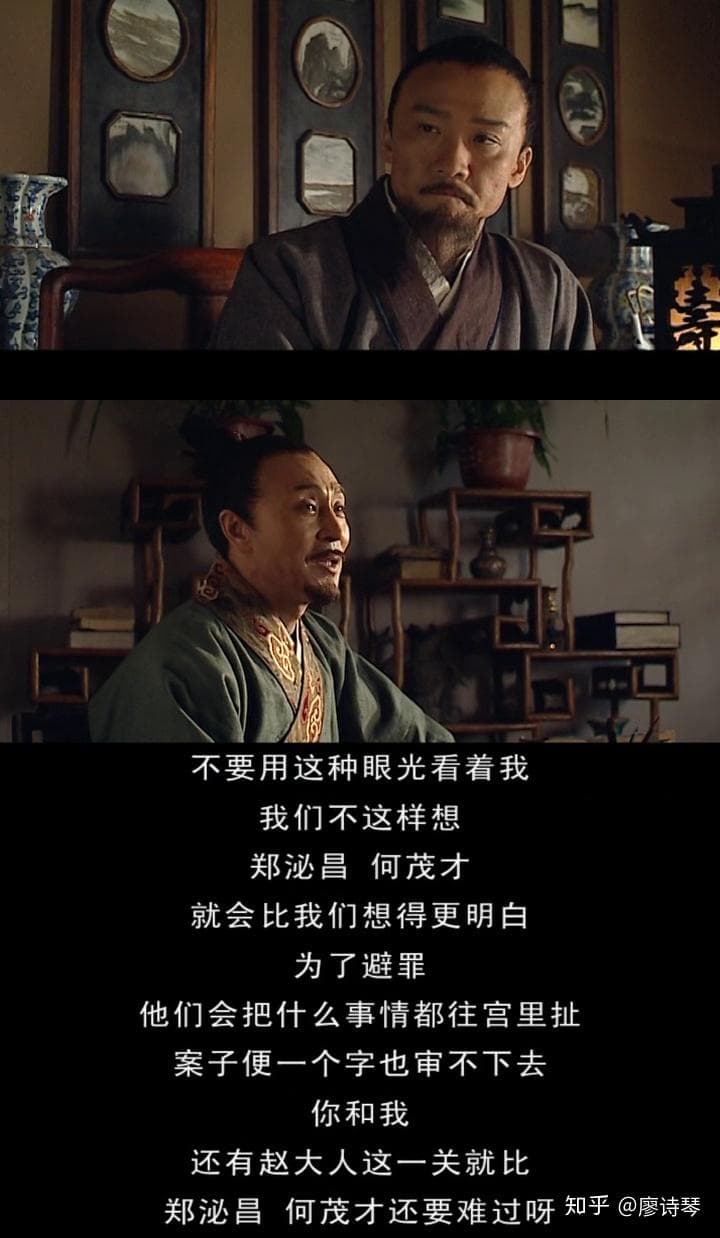 寿
不要用这种眼光看着我
我们不这样想
郑泌昌 何茂才
就会比我们想得更明白
为了避罪
他们会把什么事情都往宫里扯
案子便一个字也审不下去
你和我
还有赵大人这一关就比
郑泌昌 何茂才还要难过呀
知乎 @廖诗琴